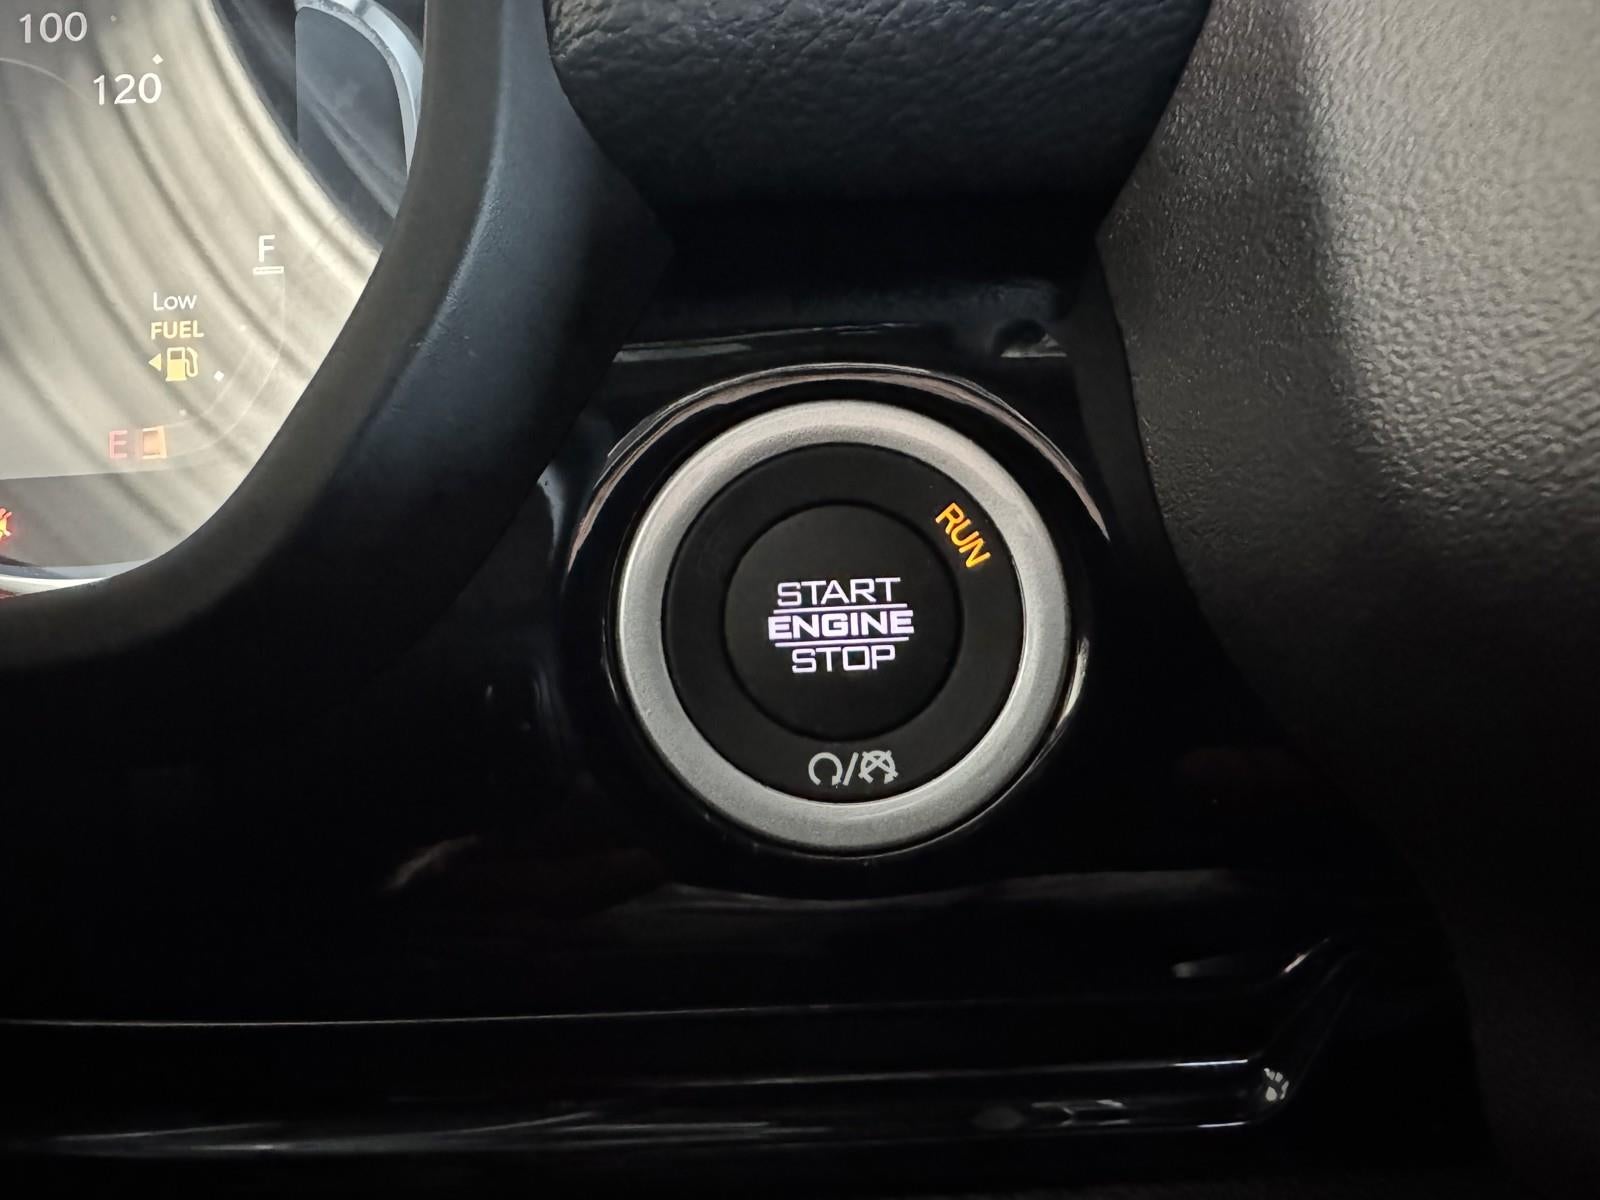 100
120
F
Low
FUEL
E
RUN
START
ENGINE
STOP